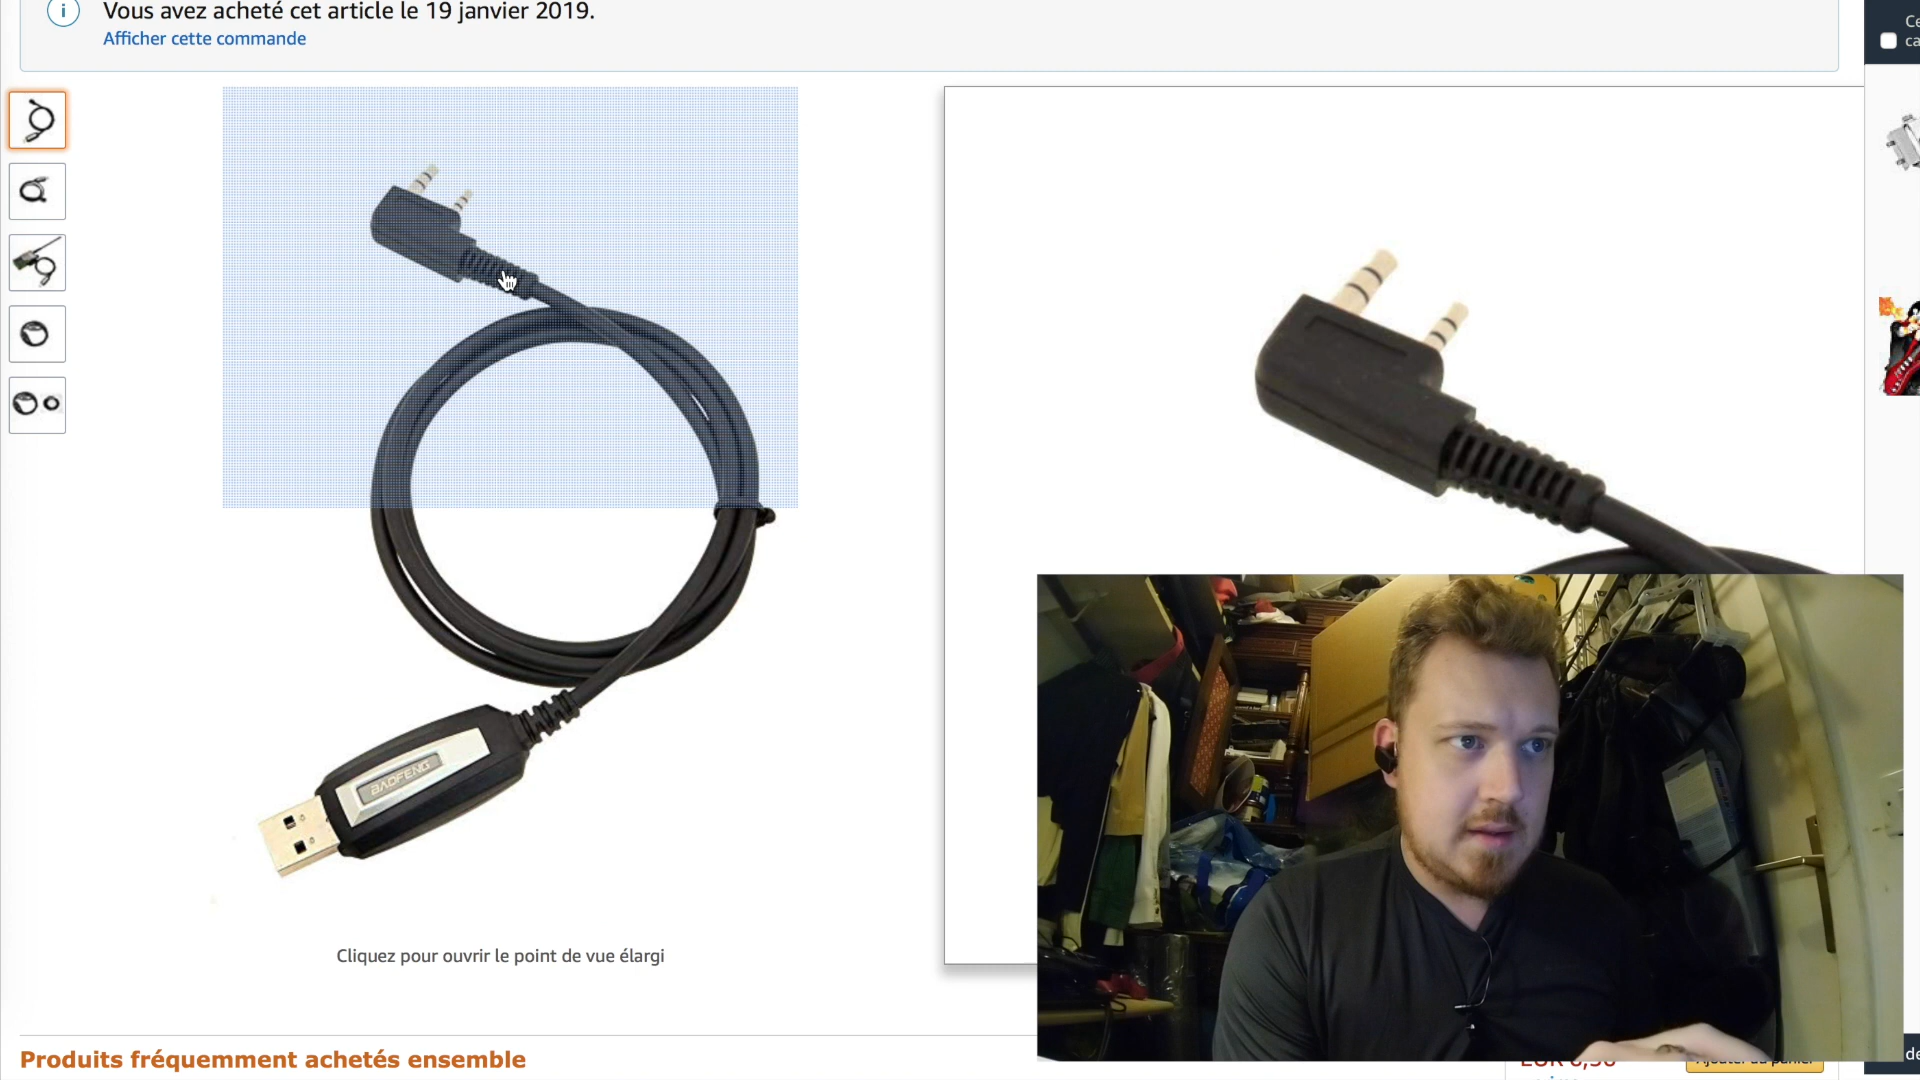 Vous avez acheté cet article le 19 janvier 2019.
Afficher cette commande
BAOFENG
Cliquez pour ouvrir le point de vue élargi
Produits fréquemment achetés ensemble